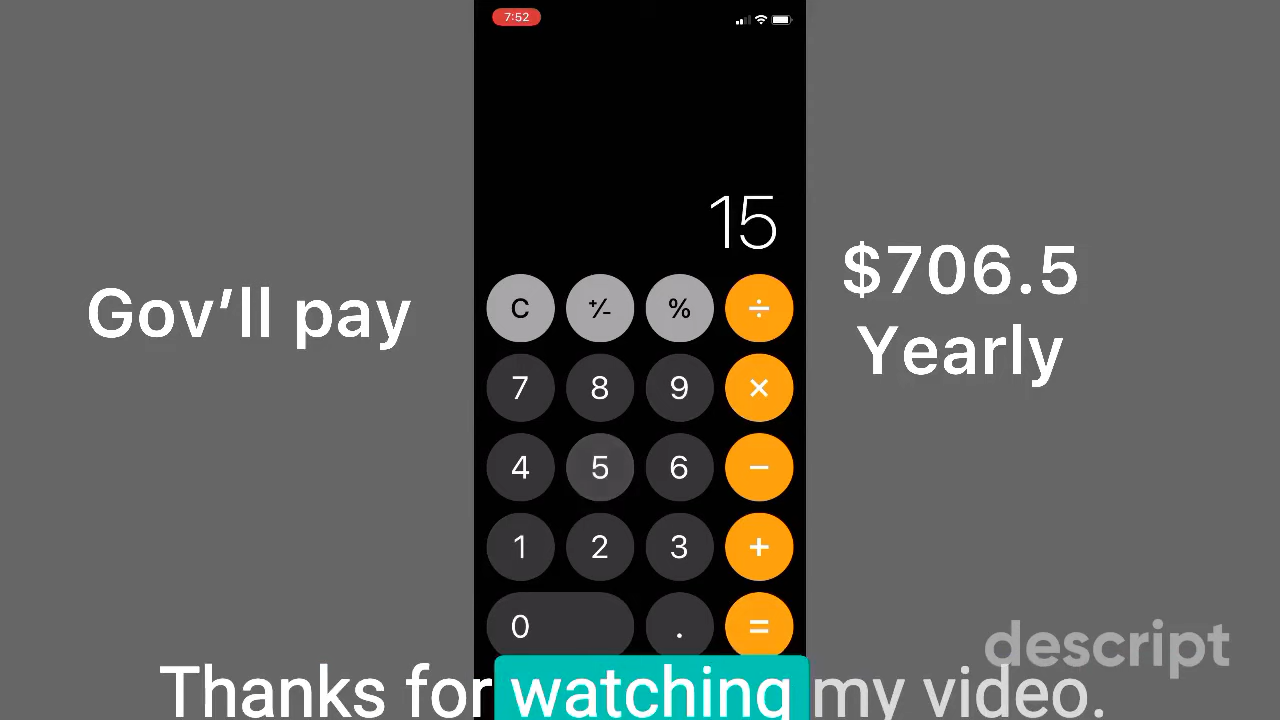 7:52
15
Gov’ll pay
$706.5
Yearly
C ⁺∕₋ % ÷
7 8 9 ×
4 5 6 −
1 2 3 +
0 . =
descript
Thanks for watching my video.